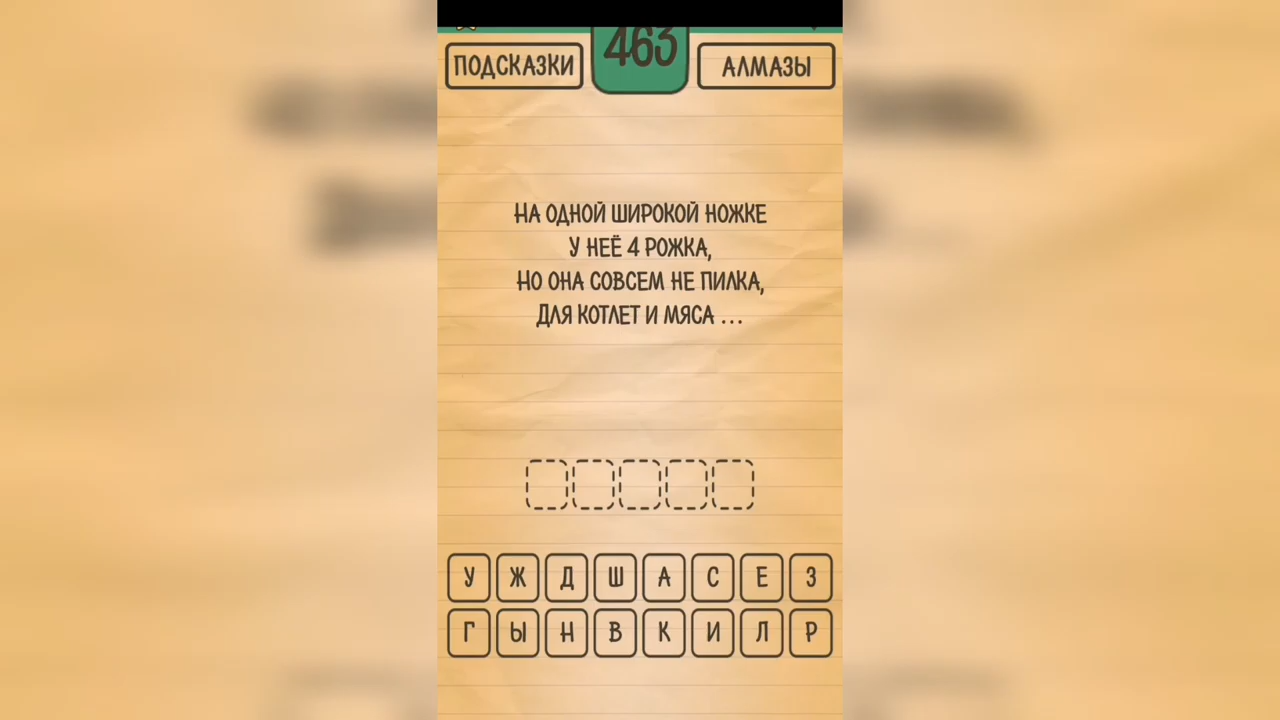 463
ПОДСКАЗКИ
АЛМАЗЫ
НА ОДНОЙ ШИРОКОЙ НОЖКЕ
У НЕЁ 4 РОЖКА,
НО ОНА СОВСЕМ НЕ ПИЛКА,
ДЛЯ КОТЛЕТ И МЯСА ...
У Ж Д Ш А С Е З
Г Ы Н В К И Л Р